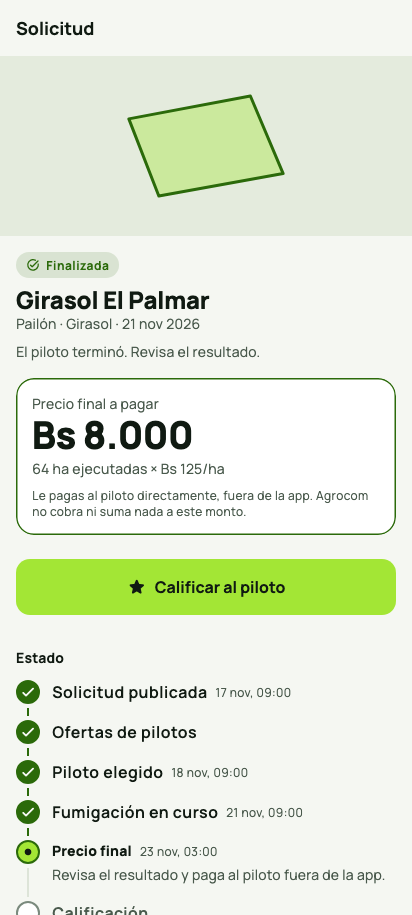 Solicitud
Finalizada
Girasol El Palmar
Pailón · Girasol · 21 nov 2026
El piloto terminó. Revisa el resultado.
Precio final a pagar
Bs 8.000
64 ha ejecutadas × Bs 125/ha
Le pagas al piloto directamente, fuera de la app. Agrocom
no cobra ni suma nada a este monto.
Calificar al piloto
Estado
Solicitud publicada 17 nov, 09:00
Ofertas de pilotos
Piloto elegido 18 nov, 09:00
Fumigación en curso 21 nov, 09:00
Precio final 23 nov, 03:00
Revisa el resultado y paga al piloto fuera de la app.
Calificación